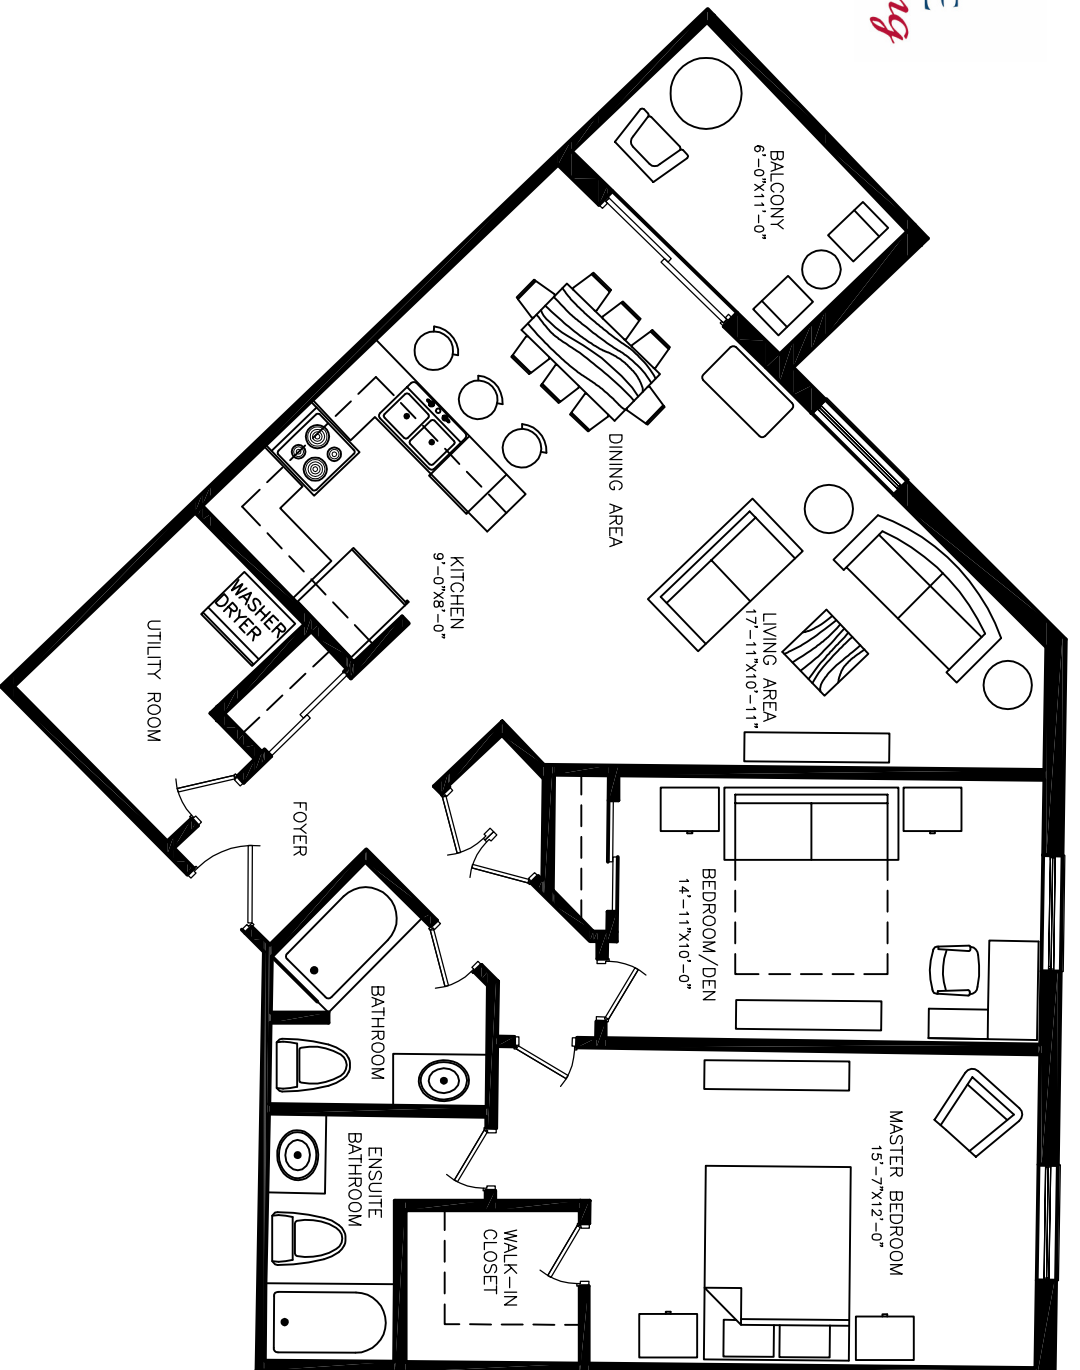 ng
BALCONY
6'-0"X11'-0"
DINING AREA
KITCHEN
9'-0"X8'-0"
LIVING AREA
17'-11"X10'-11"
WASHER
DRYER
UTILITY ROOM
FOYER
BEDROOM/DEN
14'-11"X10'-0"
BATHROOM
MASTER BEDROOM
15'-7"X12'-0"
ENSUITE
BATHROOM
WALK-IN
CLOSET